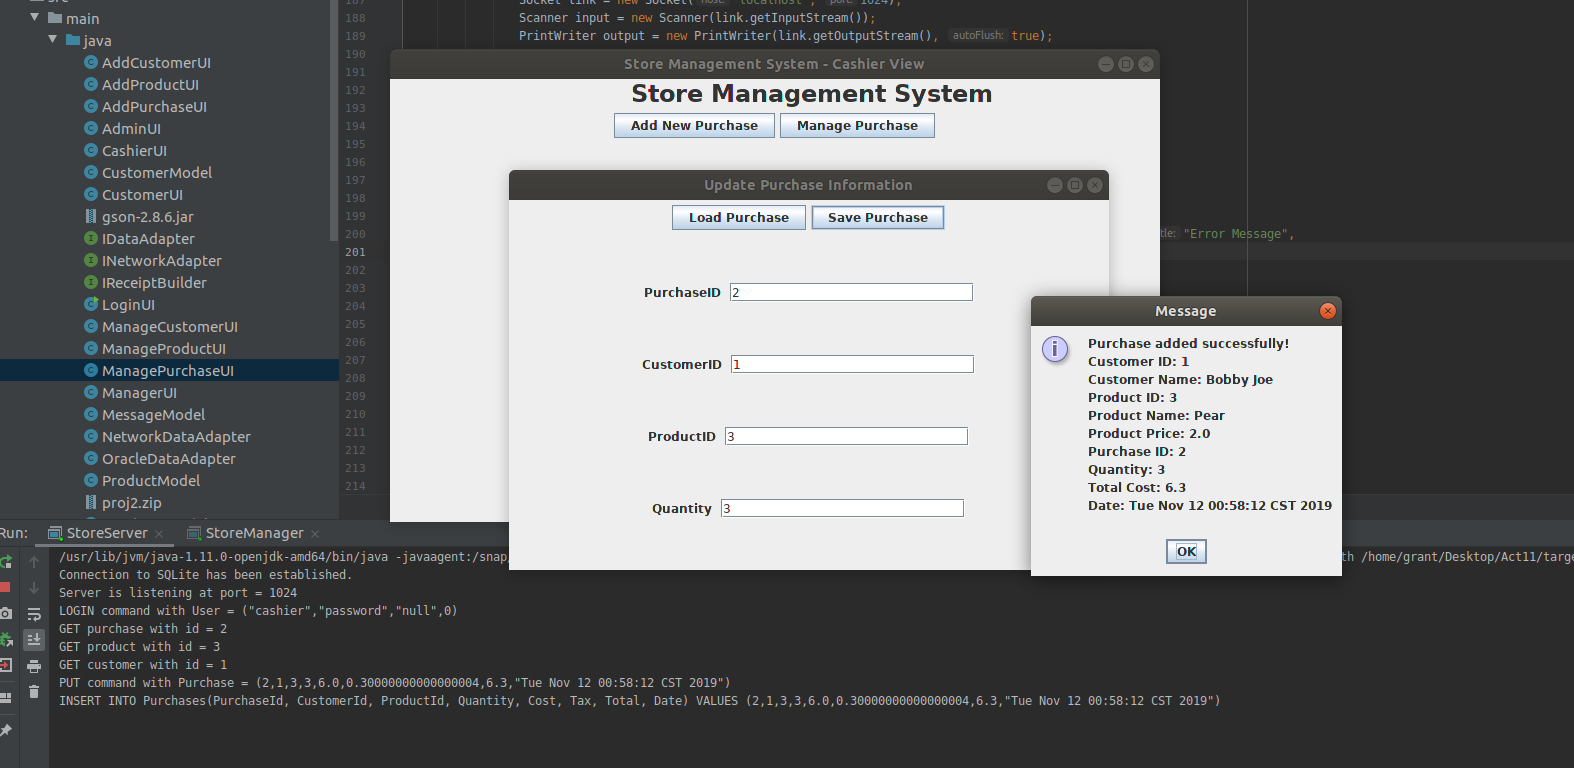 main
java
AddCustomerUI
AddProductUI
AddPurchaseUI
AdminUI
CashierUI
CustomerModel
CustomerUI
gson-2.8.6.jar
IDataAdapter
INetworkAdapter
IReceiptBuilder
LoginUI
ManageCustomerUI
ManageProductUI
ManagePurchaseUI
ManagerUI
MessageModel
NetworkDataAdapter
OracleDataAdapter
ProductModel
proj2.zip
188 Scanner input = new Scanner(link.getInputStream());
189 PrintWriter output = new PrintWriter(link.getOutputStream(), autoFlush: true);
190
191
192
193
194
195
196
197
198
199
200 "Error Message",
201
202
203
204
205
206
207
208
209
210
211
212
213
214
Store Management System - Cashier View
Store Management System
Add New Purchase Manage Purchase
Update Purchase Information
Load Purchase Save Purchase
PurchaseID 2
CustomerID 1
ProductID 3
Quantity 3
Message
Purchase added successfully!
Customer ID: 1
Customer Name: Bobby Joe
Product ID: 3
Product Name: Pear
Product Price: 2.0
Purchase ID: 2
Quantity: 3
Total Cost: 6.3
Date: Tue Nov 12 00:58:12 CST 2019
OK
Run: StoreServer StoreManager
/usr/lib/jvm/java-1.11.0-openjdk-amd64/bin/java -javaagent:/snap/ th /home/grant/Desktop/Act11/targe
Connection to SQLite has been established.
Server is listening at port = 1024
LOGIN command with User = ("cashier","password","null",0)
GET purchase with id = 2
GET product with id = 3
GET customer with id = 1
PUT command with Purchase = (2,1,3,3,6.0,0.30000000000000004,6.3,"Tue Nov 12 00:58:12 CST 2019")
INSERT INTO Purchases(PurchaseId, CustomerId, ProductId, Quantity, Cost, Tax, Total, Date) VALUES (2,1,3,3,6.0,0.30000000000000004,6.3,"Tue Nov 12 00:58:12 CST 2019")